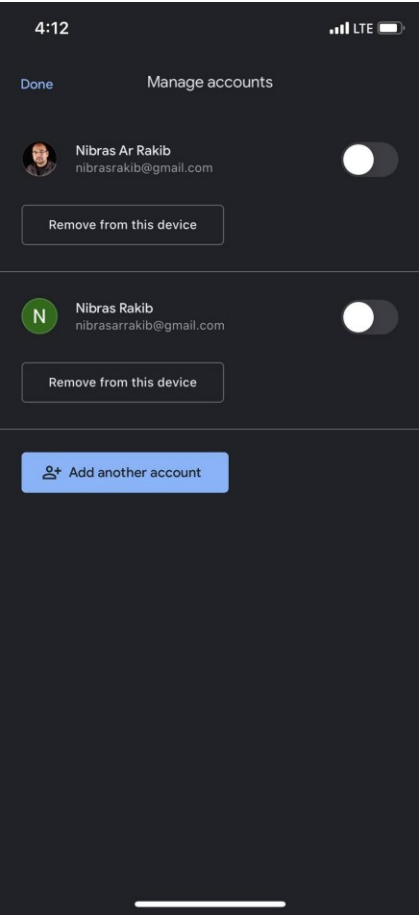 4:12 LTE
Done Manage accounts
Nibras Ar Rakib
nibrasrakib@gmail.com
Remove from this device
N Nibras Rakib
nibrasarrakib@gmail.com
Remove from this device
Add another account